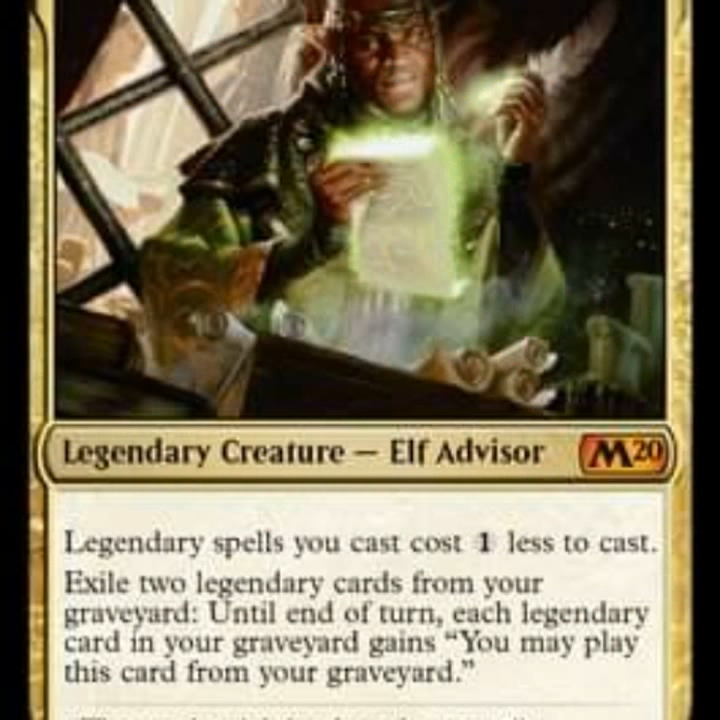 Legendary Creature — Elf Advisor M20
Legendary spells you cast cost 1 less to cast.
Exile two legendary cards from your
graveyard: Until end of turn, each legendary
card in your graveyard gains “You may play
this card from your graveyard.”